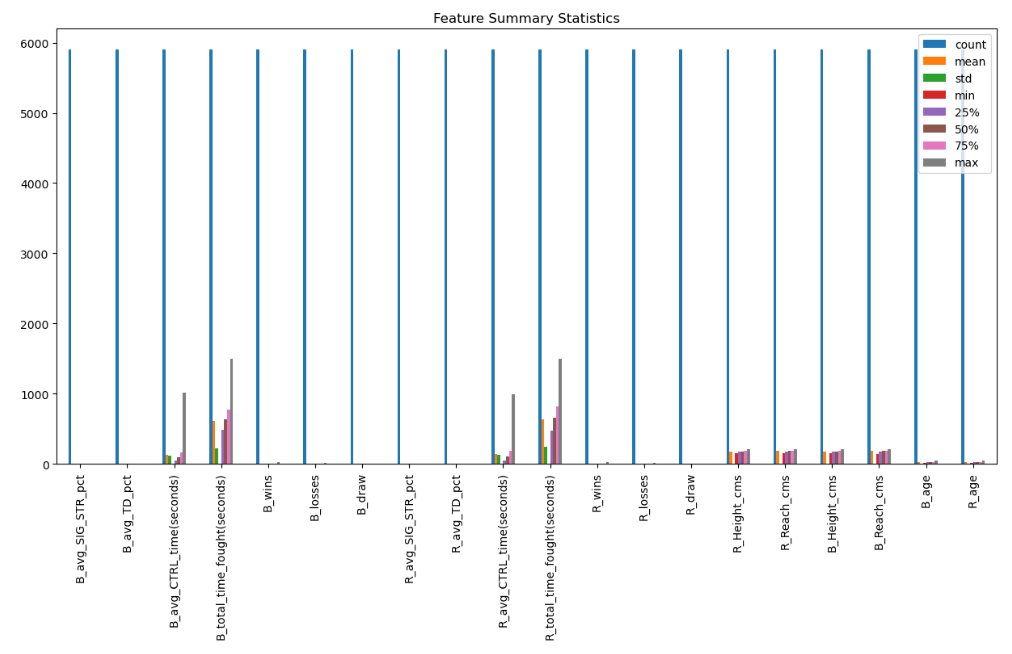 Feature Summary Statistics
6000
5000
4000
3000
2000
1000
0
count
mean
std
min
25%
50%
75%
max
B_avg_SIG_STR_pct
B_avg_TD_pct
B_avg_CTRL_time(seconds)
B_total_time_fought(seconds)
B_wins
B_losses
B_draw
R_avg_SIG_STR_pct
R_avg_TD_pct
R_avg_CTRL_time(seconds)
R_total_time_fought(seconds)
R_wins
R_losses
R_draw
R_Height_cms
R_Reach_cms
B_Height_cms
B_Reach_cms
B_age
R_age